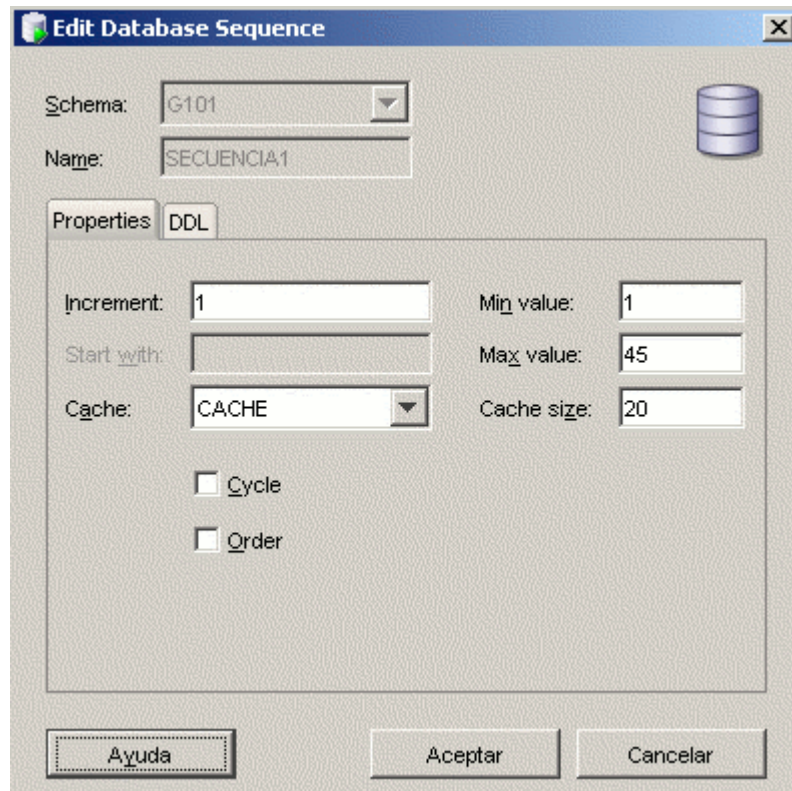 Edit Database Sequence
Schema: G101
Name: SECUENCIA1
Properties DDL
Increment: 1 Min value: 1
Start with: Max value: 45
Cache: CACHE Cache size: 20
Cycle
Order
Ayuda Aceptar Cancelar